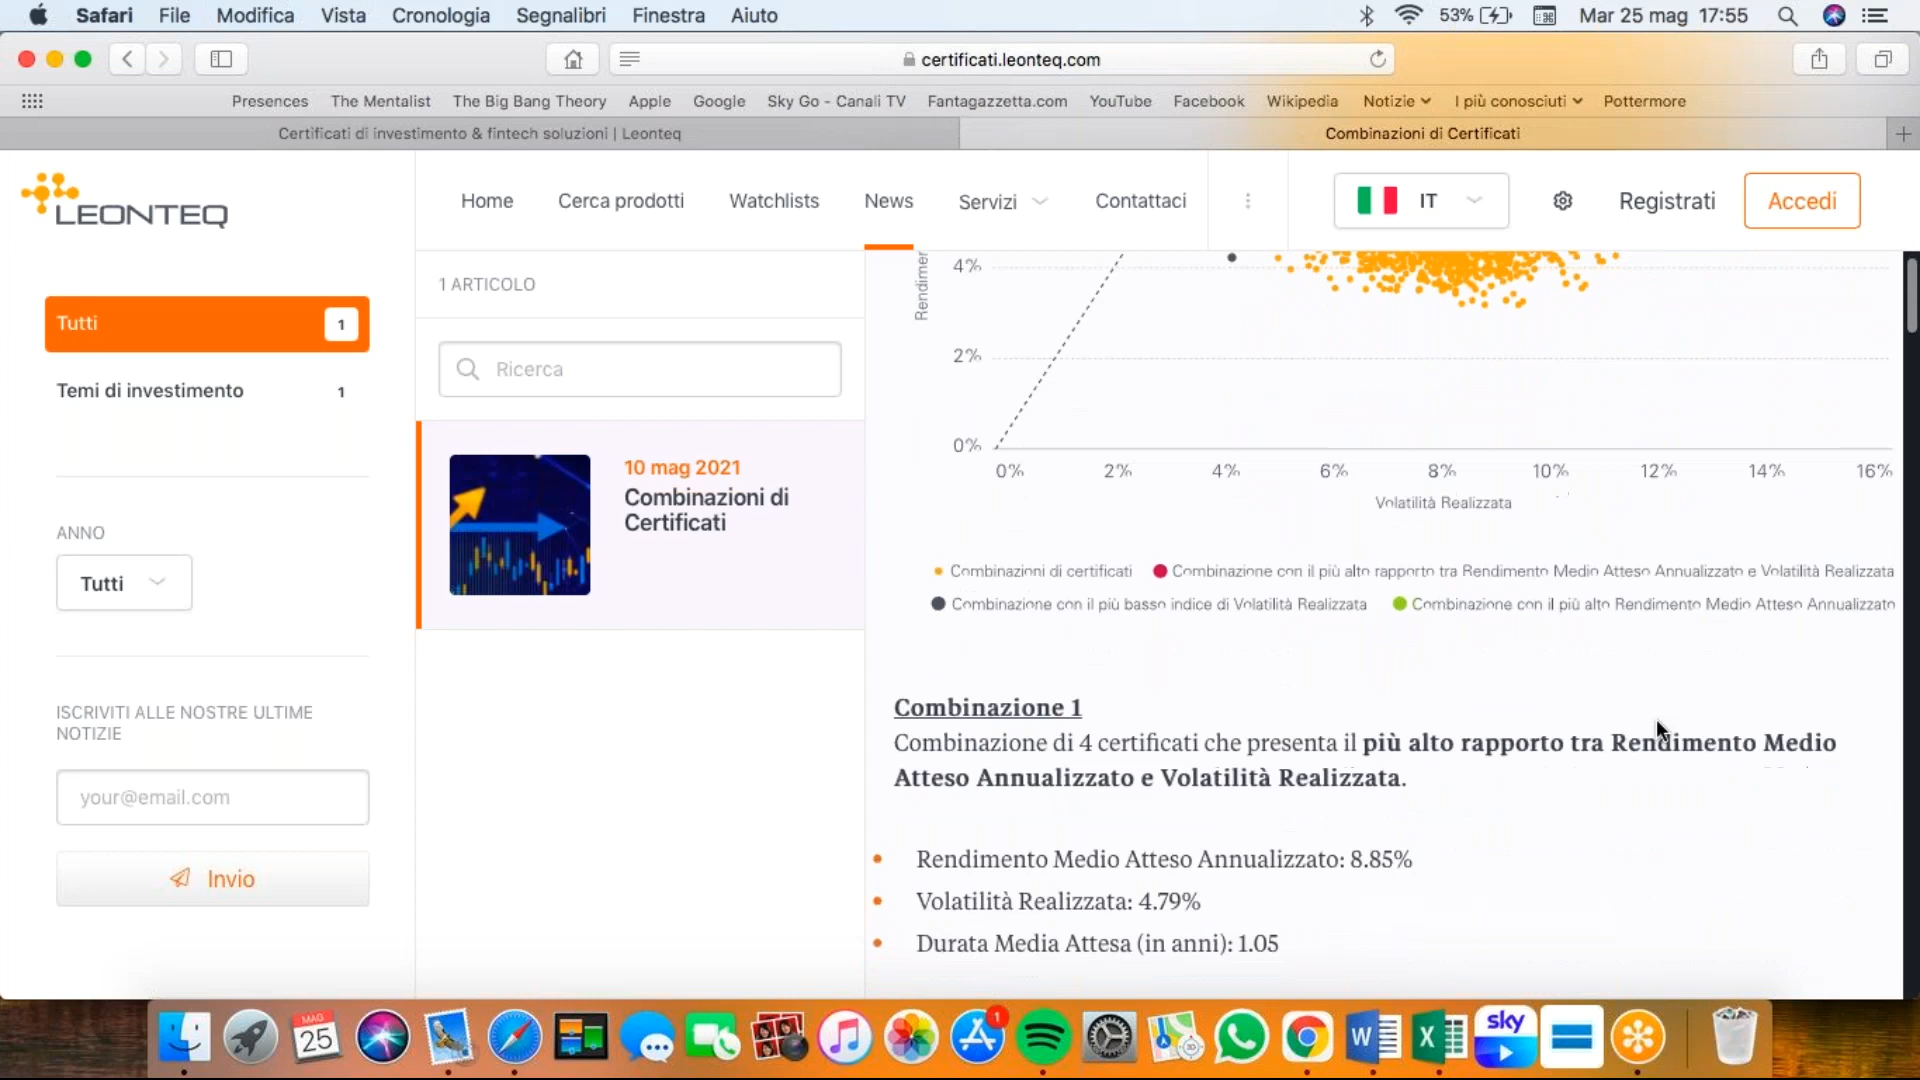 Safari File Modifica Vista Cronologia Segnalibri Finestra Aiuto 53% Mar 25 mag 17:55
certificati.leonteq.com
Presences The Mentalist The Big Bang Theory Apple Google Sky Go - Canali TV Fantagazzetta.com YouTube Facebook Wikipedia Notizie I più conosciuti Pottermore
Certificati di investimento & fintech soluzioni | Leonteq Combinazioni di Certificati
LEONTEQ
Home Cerca prodotti Watchlists News Servizi Contattaci IT Registrati Accedi
Tutti 1
Temi di investimento 1
ANNO
Tutti
ISCRIVITI ALLE NOSTRE ULTIME
NOTIZIE
your@email.com
Invio
1 ARTICOLO
Ricerca
10 mag 2021
Combinazioni di
Certificati
4%
2%
0%
0% 2% 4% 6% 8% 10% 12% 14% 16%
Volatilità Realizzata
Combinazioni di certificati Combinazione con il più alto rapporto tra Rendimento Medio Atteso Annualizzato e Volatilità Realizzata
Combinazione con il più basso indice di Volatilità Realizzata Combinazione con il più alto Rendimento Medio Atteso Annualizzato
Combinazione 1
Combinazione di 4 certificati che presenta il più alto rapporto tra Rendimento Medio
Atteso Annualizzato e Volatilità Realizzata.
Rendimento Medio Atteso Annualizzato: 8.85%
Volatilità Realizzata: 4.79%
Durata Media Attesa (in anni): 1.05
MAG
25
1
W
X
sky